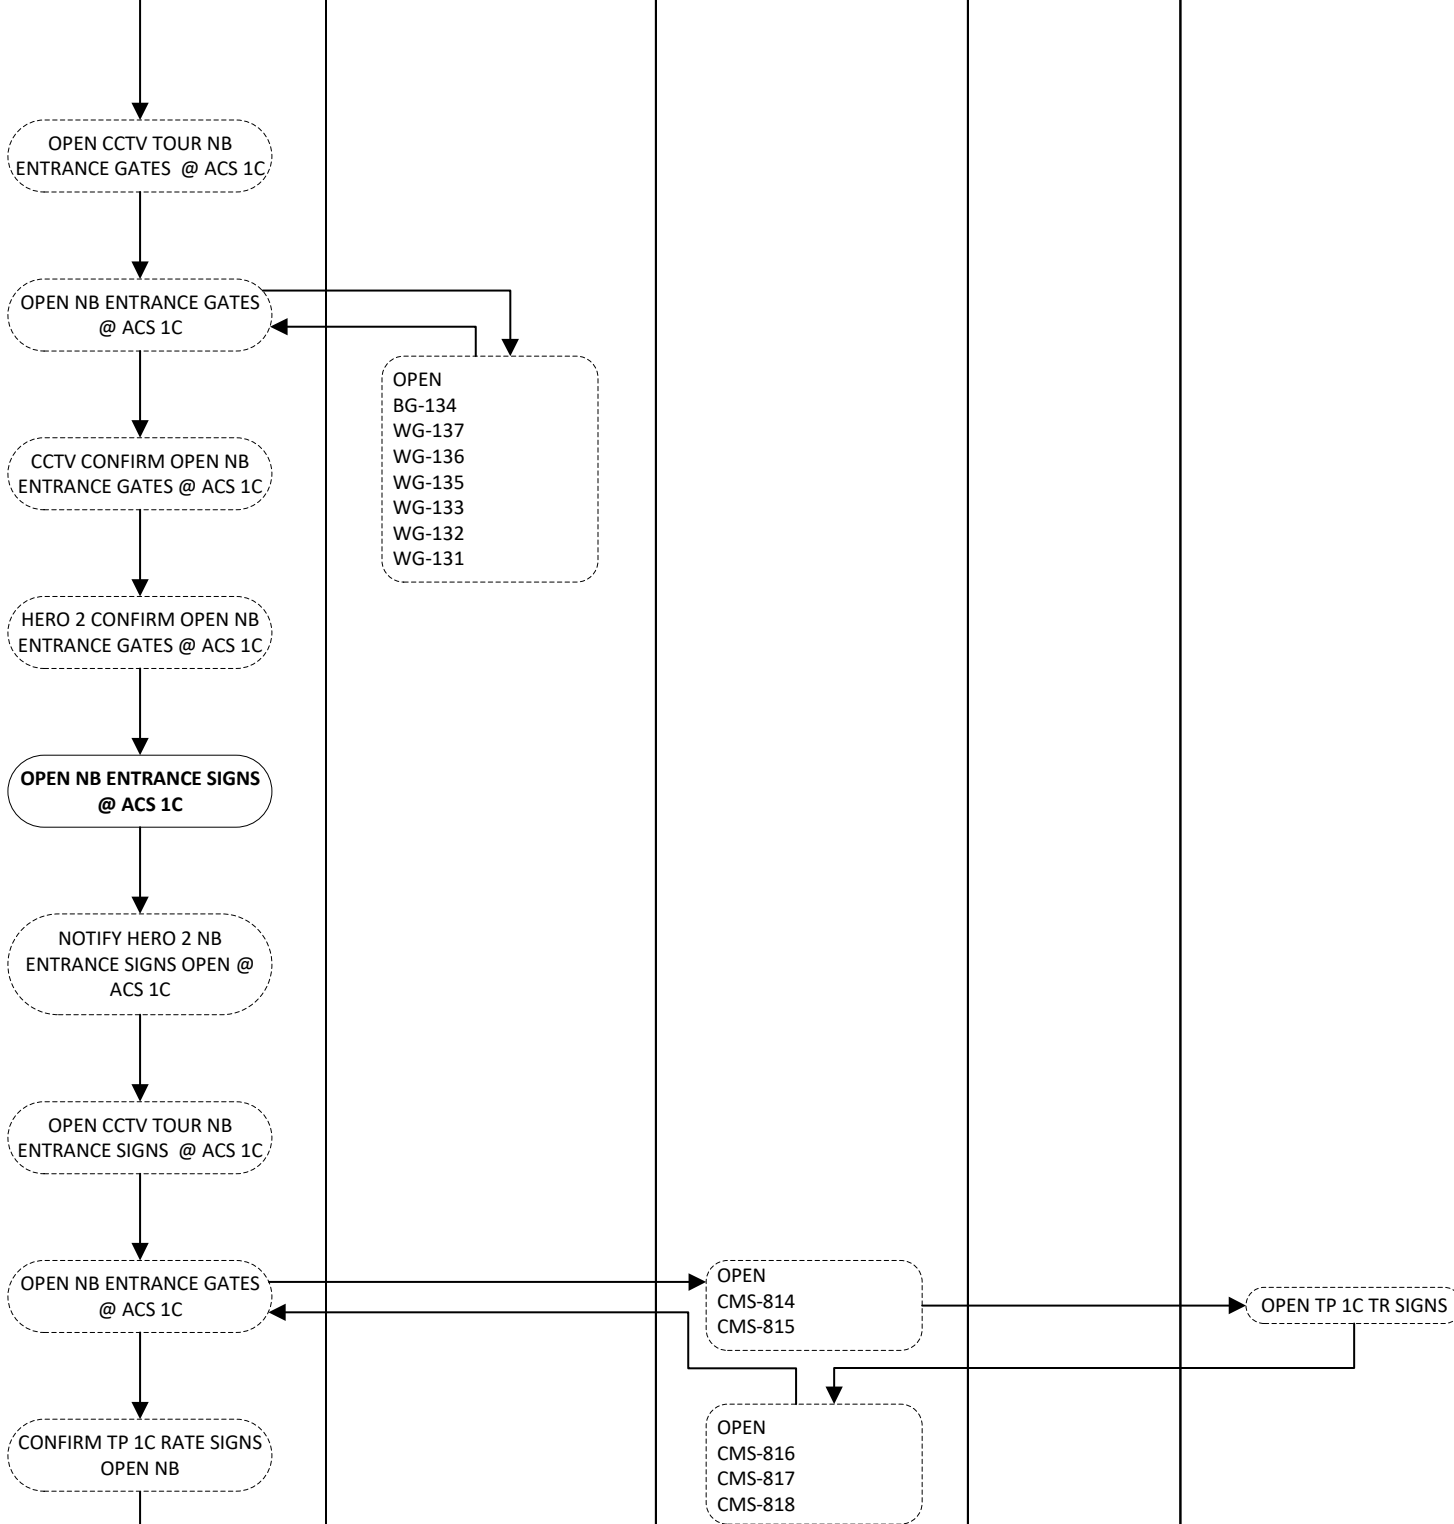 OPEN CCTV TOUR NB
ENTRANCE GATES @ ACS 1C
OPEN NB ENTRANCE GATES
@ ACS 1C
OPEN
BG-134
WG-137
WG-136
WG-135
WG-133
WG-132
WG-131
CCTV CONFIRM OPEN NB
ENTRANCE GATES @ ACS 1C
HERO 2 CONFIRM OPEN NB
ENTRANCE GATES @ ACS 1C
OPEN NB ENTRANCE SIGNS
@ ACS 1C
NOTIFY HERO 2 NB
ENTRANCE SIGNS OPEN @
ACS 1C
OPEN CCTV TOUR NB
ENTRANCE SIGNS @ ACS 1C
OPEN NB ENTRANCE GATES
@ ACS 1C
OPEN
CMS-814
CMS-815
OPEN TP 1C TR SIGNS
CONFIRM TP 1C RATE SIGNS
OPEN NB
OPEN
CMS-816
CMS-817
CMS-818